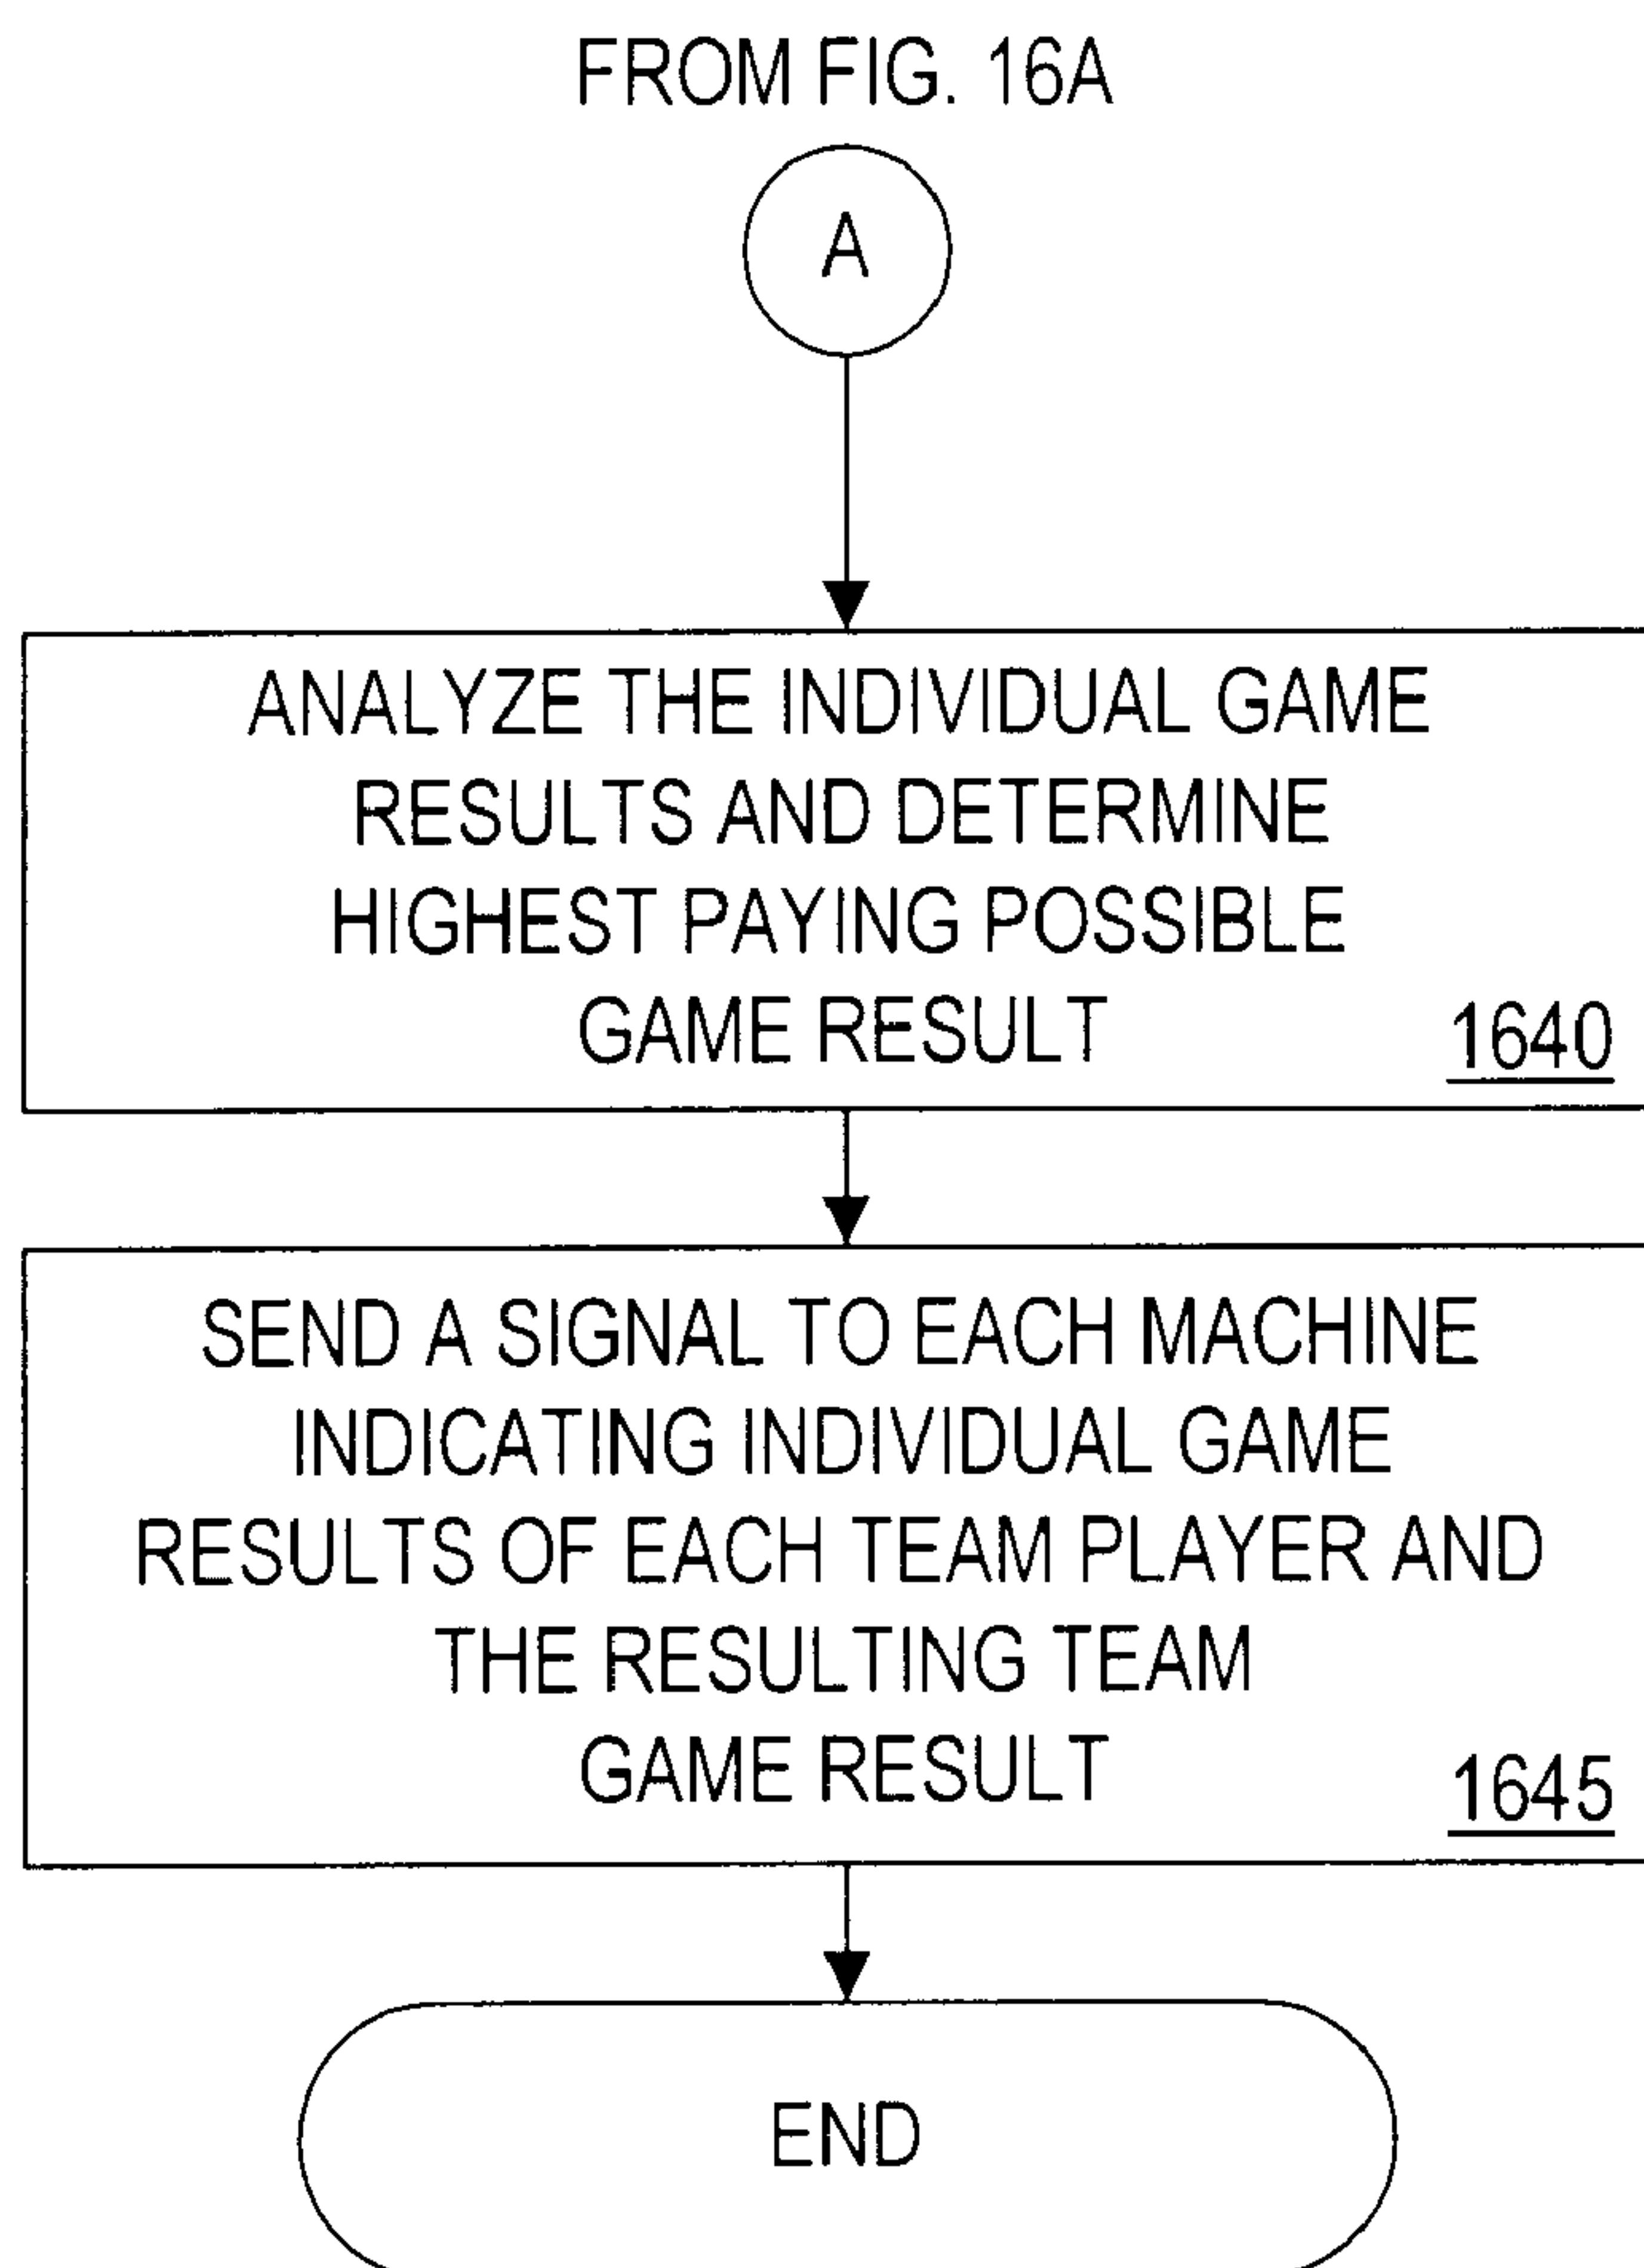 FROM FIG. 16A
A
ANALYZE THE INDIVIDUAL GAME
RESULTS AND DETERMINE
HIGHEST PAYING POSSIBLE
GAME RESULT 1640
SEND A SIGNAL TO EACH MACHINE
INDICATING INDIVIDUAL GAME
RESULTS OF EACH TEAM PLAYER AND
THE RESULTING TEAM
GAME RESULT 1645
END